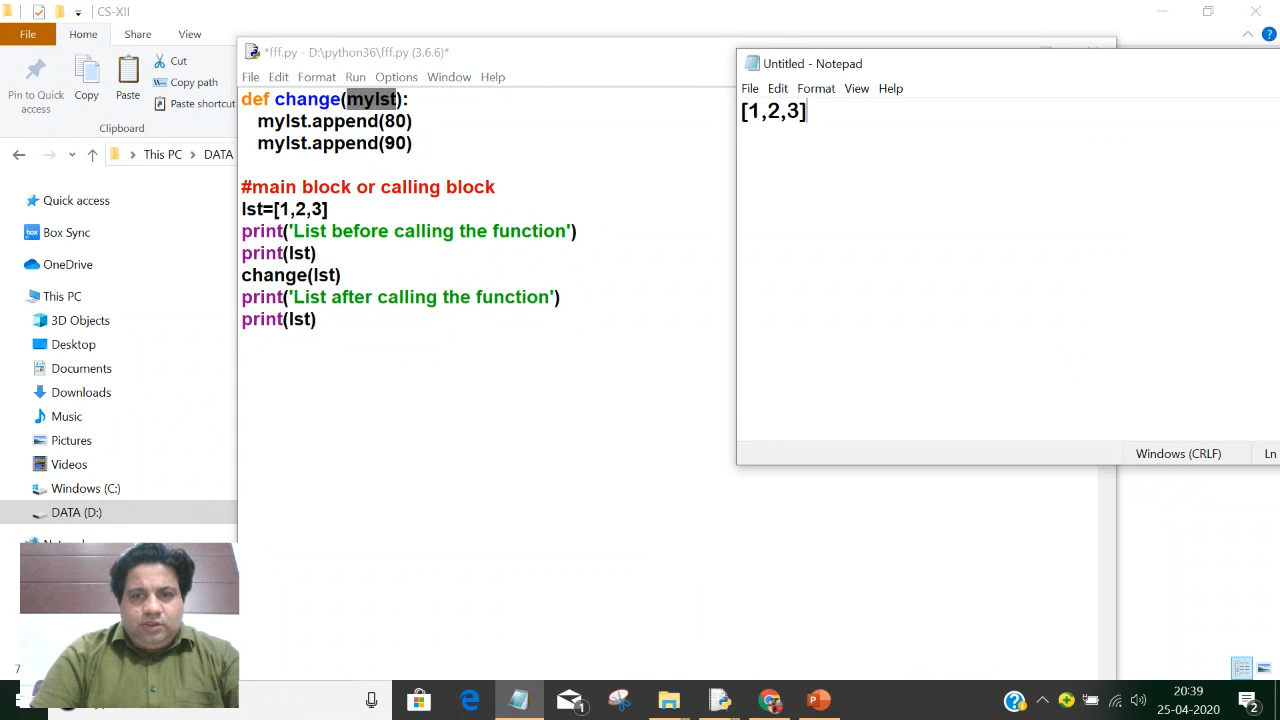 CS-XII
File
Home
Share
View
Pin to Quick access
Copy
Paste
Cut
Copy path
Paste shortcut
Clipboard
This PC
DATA
Quick access
Box Sync
OneDrive
This PC
3D Objects
Desktop
Documents
Downloads
Music
Pictures
Videos
Windows (C:)
DATA (D:)
*fff.py - D:\python36\fff.py (3.6.6)*
File Edit Format Run Options Window Help
def change(mylst):
mylst.append(80)
mylst.append(90)
#main block or calling block
lst=[1,2,3]
print('List before calling the function')
print(lst)
change(lst)
print('List after calling the function')
print(lst)
Untitled - Notepad
File Edit Format View Help
[1,2,3]
Windows (CRLF)
Ln
20:39
25-04-2020